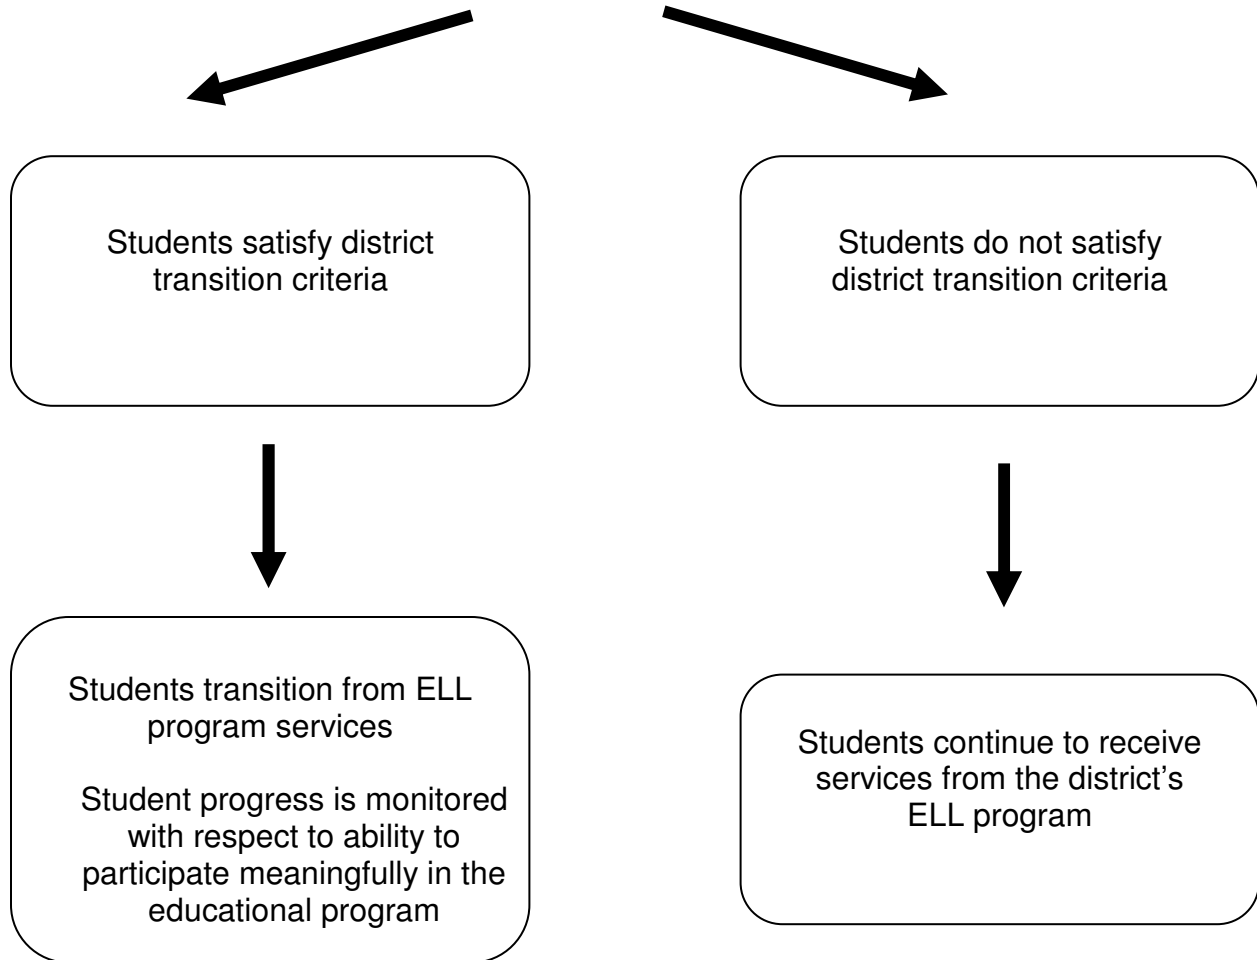 Students satisfy district
transition criteria
Students do not satisfy
district transition criteria
Students transition from ELL
program services
Student progress is monitored
with respect to ability to
participate meaningfully in the
educational program
Students continue to receive
services from the district’s
ELL program